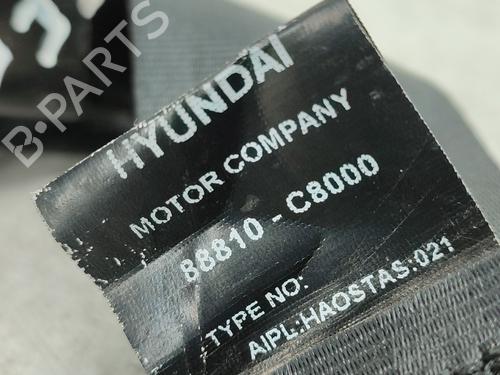 B·PARTS
HYUNDAI
MOTOR COMPANY
88810 - C8000
TYPE NO:
AIPL:HAOSTAS:021